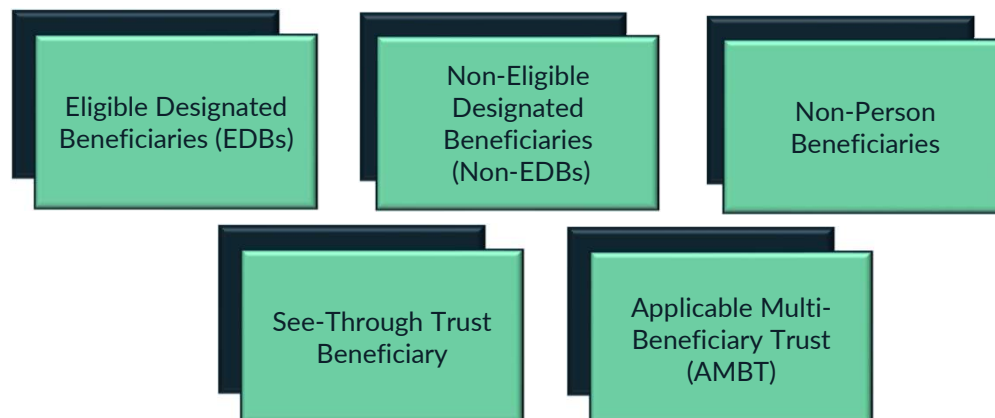 Eligible Designated
Beneficiaries (EDBs)
Non-Eligible
Designated
Beneficiaries
(Non-EDBs)
Non-Person
Beneficiaries
See-Through Trust
Beneficiary
Applicable Multi-
Beneficiary Trust
(AMBT)